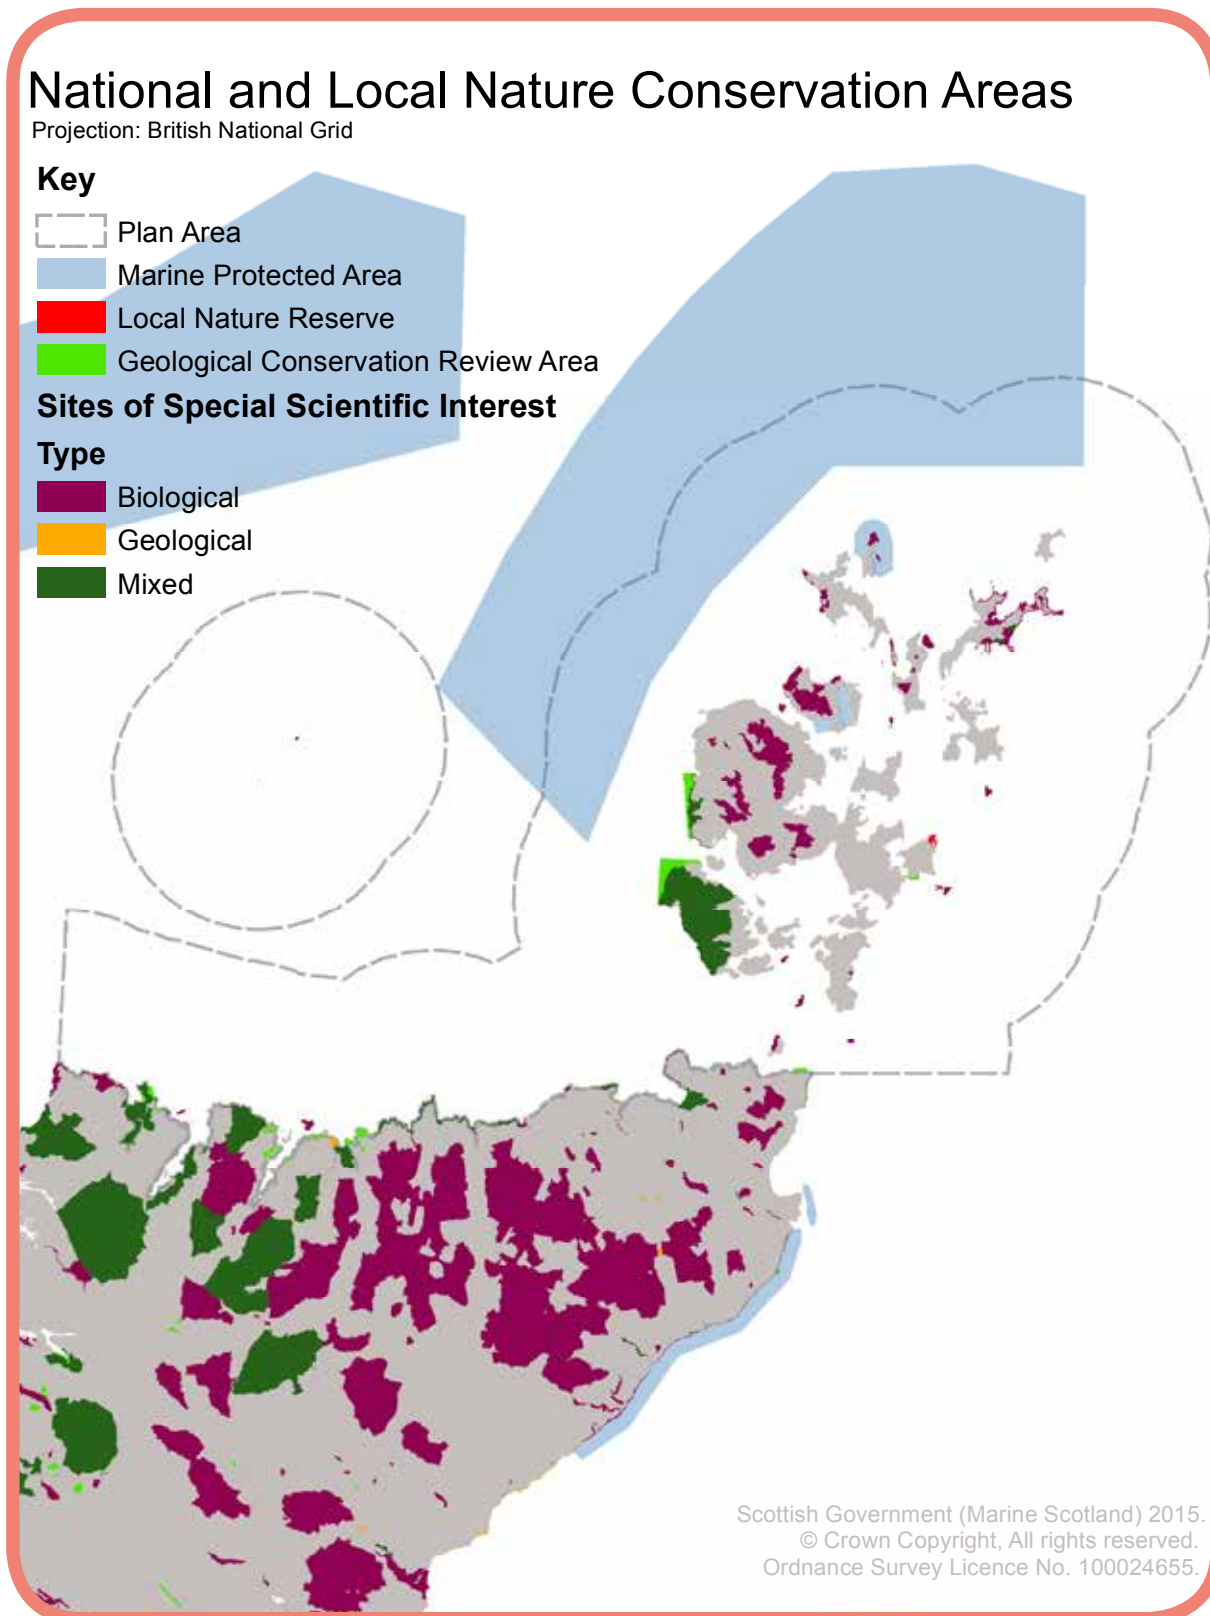 National and Local Nature Conservation Areas
Projection: British National Grid
Key
Plan Area
Marine Protected Area
Local Nature Reserve
Geological Conservation Review Area
Sites of Special Scientific Interest
Type
Biological
Geological
Mixed
Scottish Government (Marine Scotland) 2015.
© Crown Copyright, All rights reserved.
Ordnance Survey Licence No. 100024655.